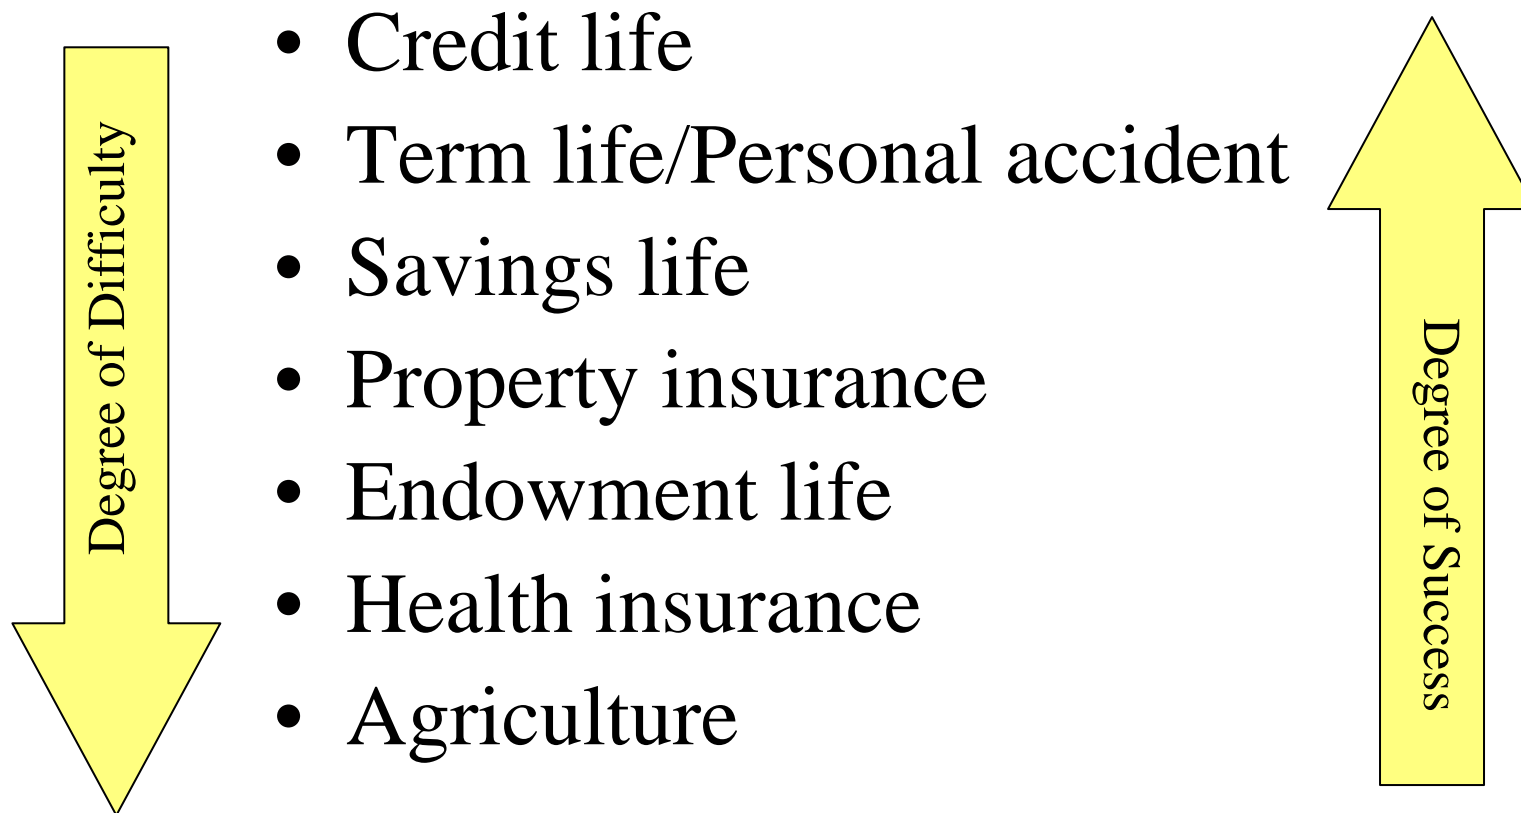 Degree of Difficulty
• Credit life
• Term life/Personal accident
• Savings life
• Property insurance
• Endowment life
• Health insurance
• Agriculture
Degree of Success